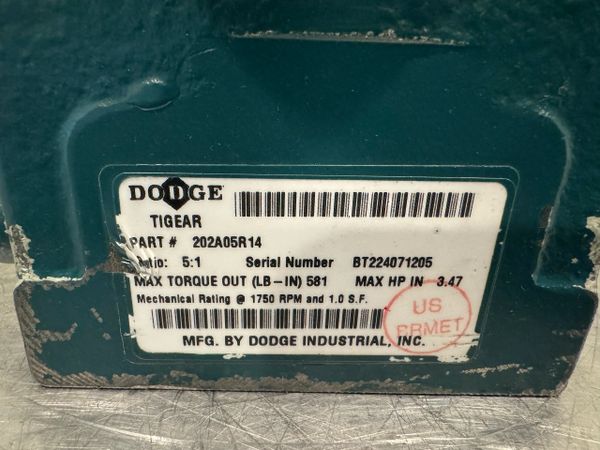 DODGE
TIGEAR
PART # 202A05R14
Ratio: 5:1 Serial Number BT224071205
MAX TORQUE OUT (LB-IN) 581 MAX HP IN 3.47
Mechanical Rating @ 1750 RPM and 1.0 S.F.
US
PRMET
MFG. BY DODGE INDUSTRIAL, INC.